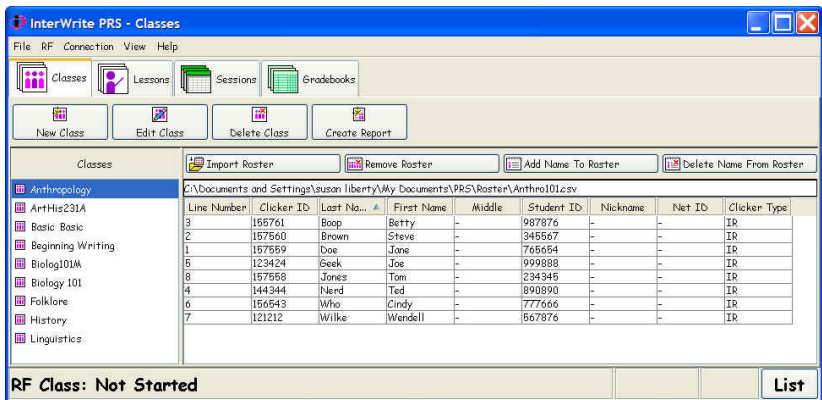 InterWrite PRS - Classes
File RF Connection View Help
Classes Lessons Sessions Gradebooks
New Class Edit Class Delete Class Create Report
Classes
Import Roster Remove Roster Add Name To Roster Delete Name From Roster
Anthropology
ArtHis231A
Basic Basic
Beginning Writing
Biolog101M
Biology 101
Folklore
History
Linguistics
C:\Documents and Settings\susan liberty\My Documents\PRS\Roster\Anthro101.csv
Line Number Clicker ID Last Na... First Name Middle Student ID Nickname Net ID Clicker Type
3 155761 Boop Betty - 987876 - - IR
2 157560 Brown Steve - 345567 - - IR
1 157559 Doe Jane - 765654 - - IR
5 123424 Geek Joe - 999888 - - IR
8 157558 Jones Tom - 234345 - - IR
4 144344 Nerd Ted - 890890 - - IR
6 156543 Who Cindy - 777666 - - IR
7 121212 Wilke Wendell - 567876 - - IR
RF Class: Not Started
List